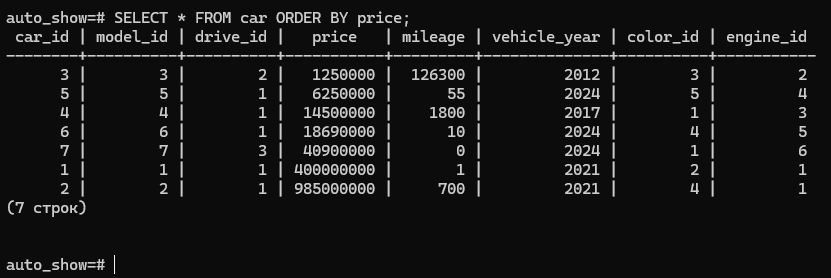 auto_show=# SELECT * FROM car ORDER BY price;
 car_id | model_id | drive_id |   price   | mileage | vehicle_year | color_id | engine_id
--------+----------+----------+-----------+---------+--------------+----------+-----------
      3 |        3 |        2 |   1250000 |  126300 |         2012 |        3 |         2
      5 |        5 |        1 |   6250000 |      55 |         2024 |        5 |         4
      4 |        4 |        1 |  14500000 |    1800 |         2017 |        1 |         3
      6 |        6 |        1 |  18690000 |      10 |         2024 |        4 |         5
      7 |        7 |        3 |  40900000 |       0 |         2024 |        1 |         6
      1 |        1 |        1 | 400000000 |       1 |         2021 |        2 |         1
      2 |        2 |        1 | 985000000 |     700 |         2021 |        4 |         1
(7 строк)
auto_show=#